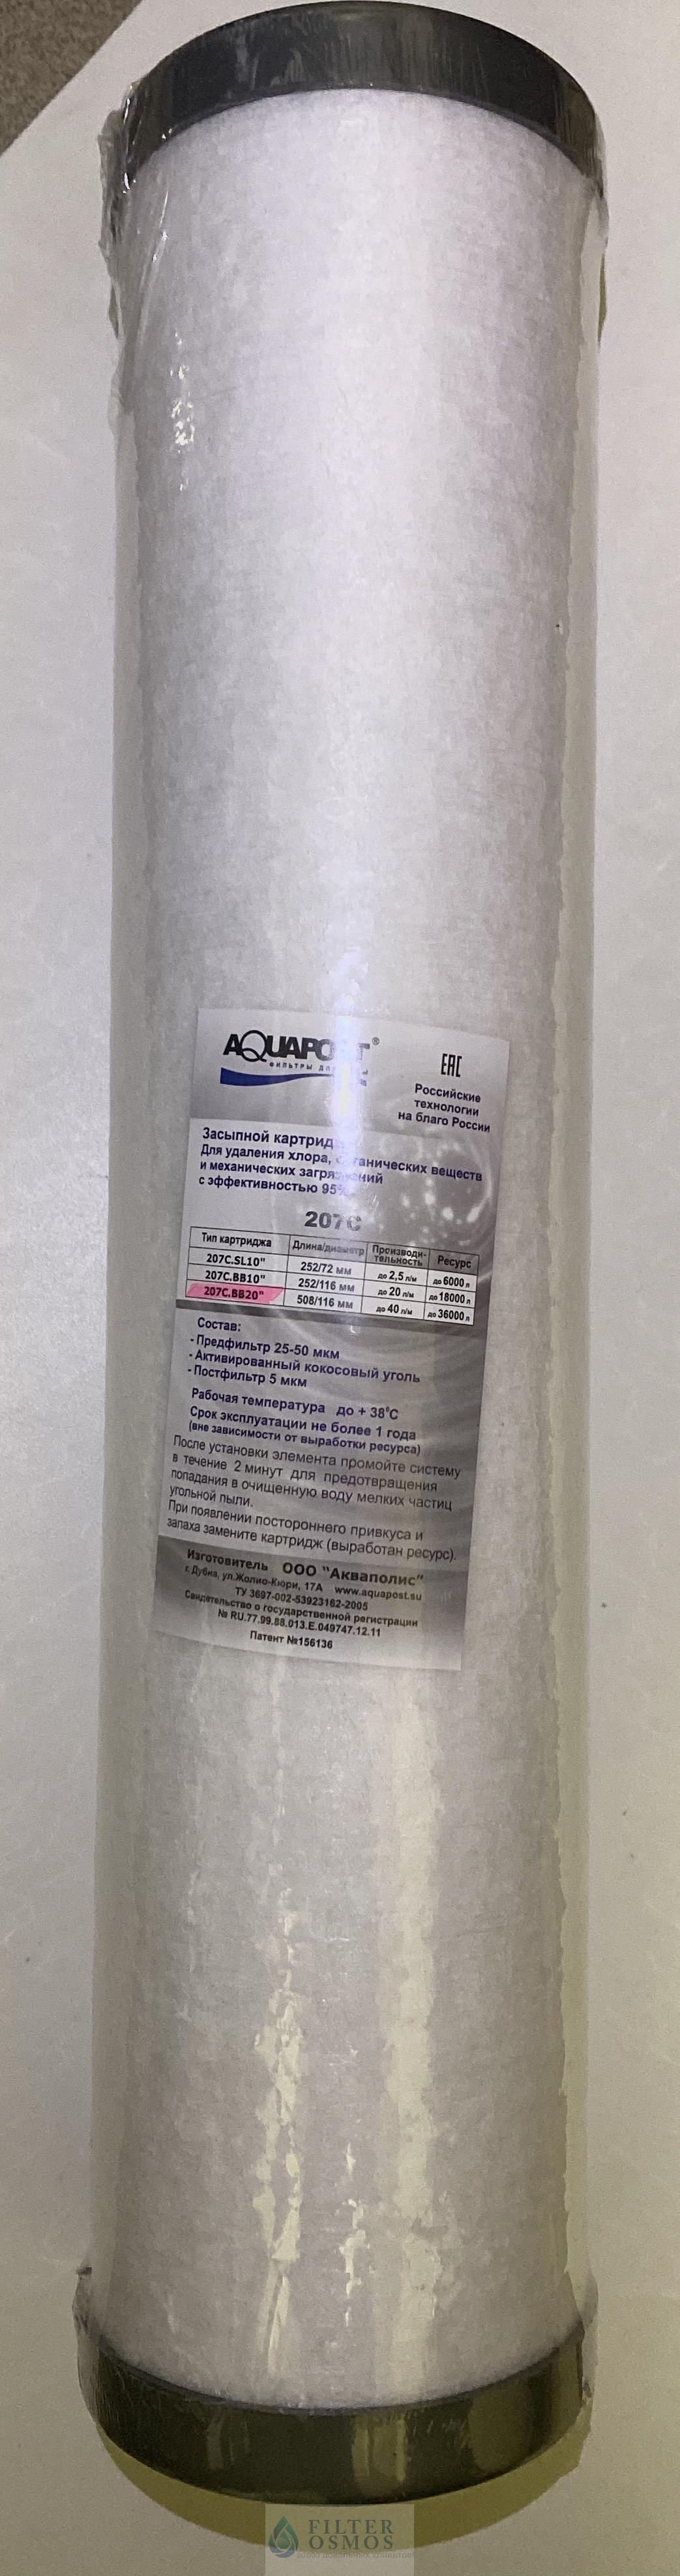 AQUAPOST®
ФИЛЬТРЫ
EAC
Российские
технологии
на благо России
Засыпной
Для удаления хлора, веществ
и механических
с эффективностью 95%
207C
Тип картриджа Длина/диаметр Производи-тельность Ресурс
207C.SL10" 252/72 мм до 2,5 л/м до 6000 л
207C.BB10" 252/116 мм до 20 л/м до 18000 л
207C.BB20" 508/116 мм до 40 л/м до 36000 л
Состав:
- Предфильтр 25-50 мкм
- Активированный кокосовый уголь
- Постфильтр 5 мкм
Рабочая температура до + 38°С
Срок эксплуатации не более 1 года
(вне зависимости от выработки ресурса)
После установки элемента промойте систему
в течение 2 минут для предотвращения
попадания в очищенную воду мелких частиц
угольной пыли.
При появлении постороннего привкуса и
запаха замените картридж (выработан ресурс).
Изготовитель ООО "Акваполис"
г. Дубна, ул.Жолио-Кюри, 17А www.aquapost.su
ТУ 3697-002-53923162-2005
Свидетельство о государственной регистрации
№ RU.77.99.88.013.E.049747.12.11
Патент №156136
FILTER
OSMOS